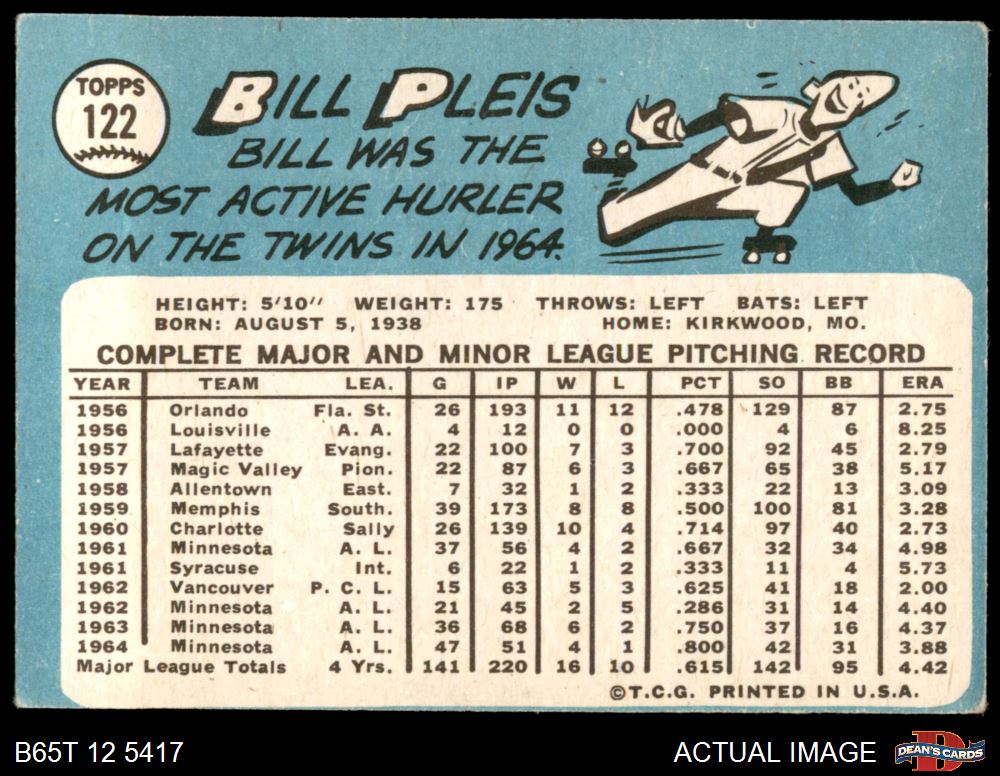 TOPPS
122
BILL PLEIS
BILL WAS THE
MOST ACTIVE HURLER
ON THE TWINS IN 1964.
HEIGHT: 5'10" WEIGHT: 175 THROWS: LEFT BATS: LEFT
BORN: AUGUST 5, 1938 HOME: KIRKWOOD, MO.
COMPLETE MAJOR AND MINOR LEAGUE PITCHING RECORD
YEAR TEAM LEA. G IP W L PCT SO BB ERA
1956 Orlando Fla. St. 26 193 11 12 .478 129 87 2.75
1956 Louisville A. A. 4 12 0 0 .000 4 6 8.25
1957 Lafayette Evang. 22 100 7 3 .700 92 45 2.79
1957 Magic Valley Pion. 22 87 6 3 .667 65 38 5.17
1958 Allentown East. 7 32 1 2 .333 22 13 3.09
1959 Memphis South. 39 173 8 8 .500 100 81 3.28
1960 Charlotte Sally 26 139 10 4 .714 97 40 2.73
1961 Minnesota A. L. 37 56 4 2 .667 32 34 4.98
1961 Syracuse Int. 6 22 1 2 .333 11 4 5.73
1962 Vancouver P. C. L. 15 63 5 3 .625 41 18 2.00
1962 Minnesota A. L. 21 45 2 5 .286 31 14 4.40
1963 Minnesota A. L. 36 68 6 2 .750 37 16 4.37
1964 Minnesota A. L. 47 51 4 1 .800 42 31 3.88
Major League Totals 4 Yrs. 141 220 16 10 .615 142 95 4.42
©T.C.G. PRINTED IN U.S.A.
B65T 12 5417 ACTUAL IMAGE DEAN'S CARDS